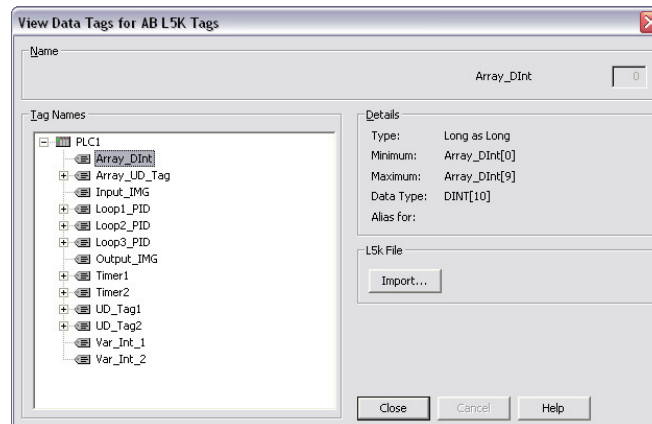 View Data Tags for AB L5K Tags
Name
Array_DInt 0
Tag Names
PLC1
Array_DInt
Array_UD_Tag
Input_IMG
Loop1_PID
Loop2_PID
Loop3_PID
Output_IMG
Timer1
Timer2
UD_Tag1
UD_Tag2
Var_Int_1
Var_Int_2
Details
Type: Long as Long
Minimum: Array_DInt[0]
Maximum: Array_DInt[9]
Data Type: DINT[10]
Alias for:
L5k File
Import...
Close Cancel Help